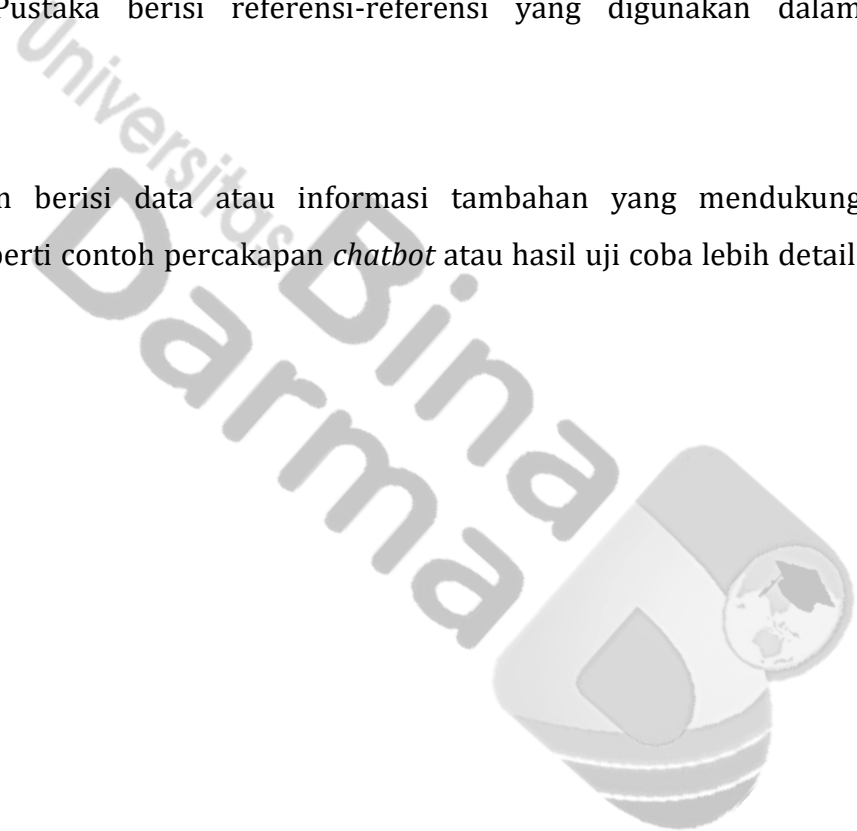 Pustaka berisi referensi-referensi yang digunakan dalam
n berisi data atau informasi tambahan yang mendukung
perti contoh percakapan chatbot atau hasil uji coba lebih detail
Universitas
Bina
Darma